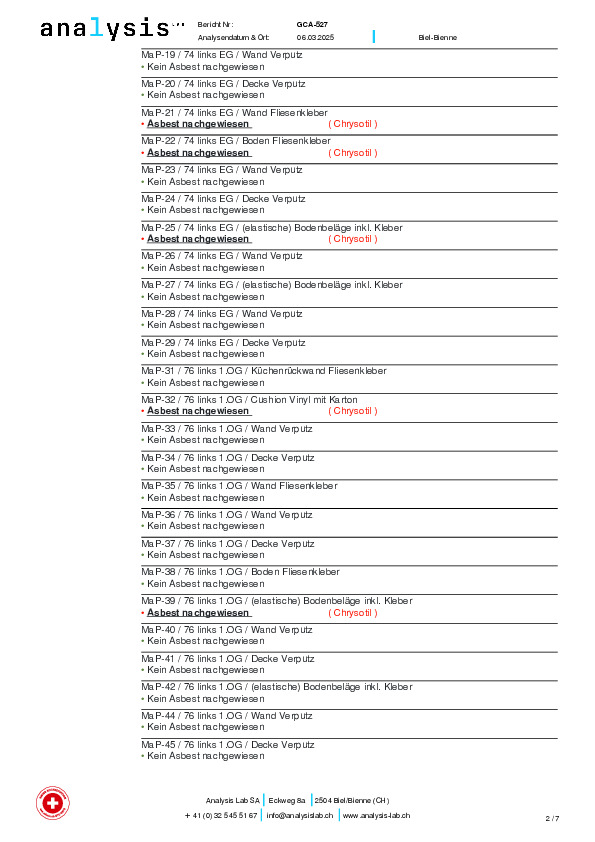 analysis
Bericht Nr: GCA-527
Analysendatum & Ort: 06.03.2025 Biel-Bienne
MaP-19 / 74 links EG / Wand Verputz
• Kein Asbest nachgewiesen
MaP-20 / 74 links EG / Decke Verputz
• Kein Asbest nachgewiesen
MaP-21 / 74 links EG / Wand Fliesenkleber
• Asbest nachgewiesen ( Chrysotil )
MaP-22 / 74 links EG / Boden Fliesenkleber
• Asbest nachgewiesen ( Chrysotil )
MaP-23 / 74 links EG / Wand Verputz
• Kein Asbest nachgewiesen
MaP-24 / 74 links EG / Decke Verputz
• Kein Asbest nachgewiesen
MaP-25 / 74 links EG / (elastische) Bodenbeläge inkl. Kleber
• Asbest nachgewiesen ( Chrysotil )
MaP-26 / 74 links EG / Wand Verputz
• Kein Asbest nachgewiesen
MaP-27 / 74 links EG / (elastische) Bodenbeläge inkl. Kleber
• Kein Asbest nachgewiesen
MaP-28 / 74 links EG / Wand Verputz
• Kein Asbest nachgewiesen
MaP-29 / 74 links EG / Decke Verputz
• Kein Asbest nachgewiesen
MaP-31 / 76 links 1.OG / Küchenrückwand Fliesenkleber
• Kein Asbest nachgewiesen
MaP-32 / 76 links 1.OG / Cushion Vinyl mit Karton
• Asbest nachgewiesen ( Chrysotil )
MaP-33 / 76 links 1.OG / Wand Verputz
• Kein Asbest nachgewiesen
MaP-34 / 76 links 1.OG / Decke Verputz
• Kein Asbest nachgewiesen
MaP-35 / 76 links 1.OG / Wand Fliesenkleber
• Kein Asbest nachgewiesen
MaP-36 / 76 links 1.OG / Wand Verputz
• Kein Asbest nachgewiesen
MaP-37 / 76 links 1.OG / Decke Verputz
• Kein Asbest nachgewiesen
MaP-38 / 76 links 1.OG / Boden Fliesenkleber
• Kein Asbest nachgewiesen
MaP-39 / 76 links 1.OG / (elastische) Bodenbeläge inkl. Kleber
• Asbest nachgewiesen ( Chrysotil )
MaP-40 / 76 links 1.OG / Wand Verputz
• Kein Asbest nachgewiesen
MaP-41 / 76 links 1.OG / Decke Verputz
• Kein Asbest nachgewiesen
MaP-42 / 76 links 1.OG / (elastische) Bodenbeläge inkl. Kleber
• Kein Asbest nachgewiesen
MaP-44 / 76 links 1.OG / Wand Verputz
• Kein Asbest nachgewiesen
MaP-45 / 76 links 1.OG / Decke Verputz
• Kein Asbest nachgewiesen
Analysis Lab SA | Eckweg 8a | 2504 Biel/Bienne (CH)
+ 41 (0) 32 545 51 67 | info@analysislab.ch | www.analysis-lab.ch
2 / 7